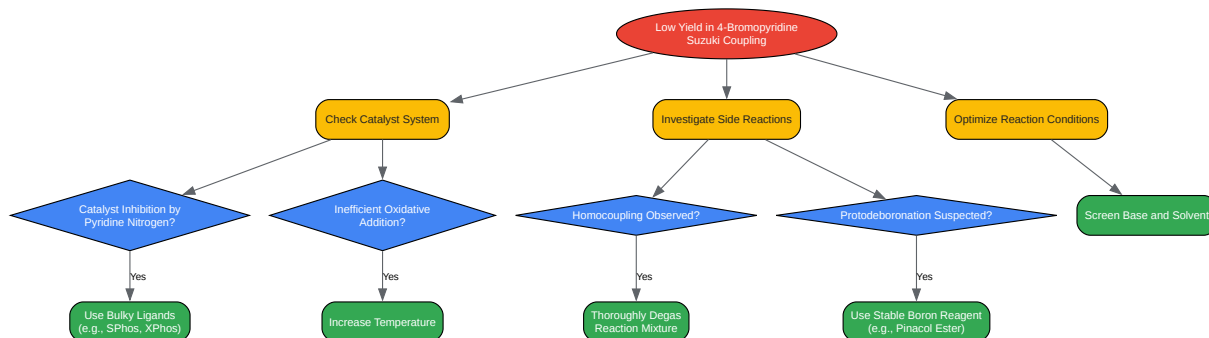 Low Yield in 4-Bromopyridine
Suzuki Coupling
Check Catalyst System
Investigate Side Reactions
Optimize Reaction Conditions
Catalyst Inhibition by
Pyridine Nitrogen?
Inefficient Oxidative
Addition?
Homocoupling Observed?
Protodeboronation Suspected?
Screen Base and Solvent
Yes
Yes
Yes
Yes
Use Bulky Ligands
(e.g., SPhos, XPhos)
Increase Temperature
Thoroughly Degas
Reaction Mixture
Use Stable Boron Reagent
(e.g., Pinacol Ester)